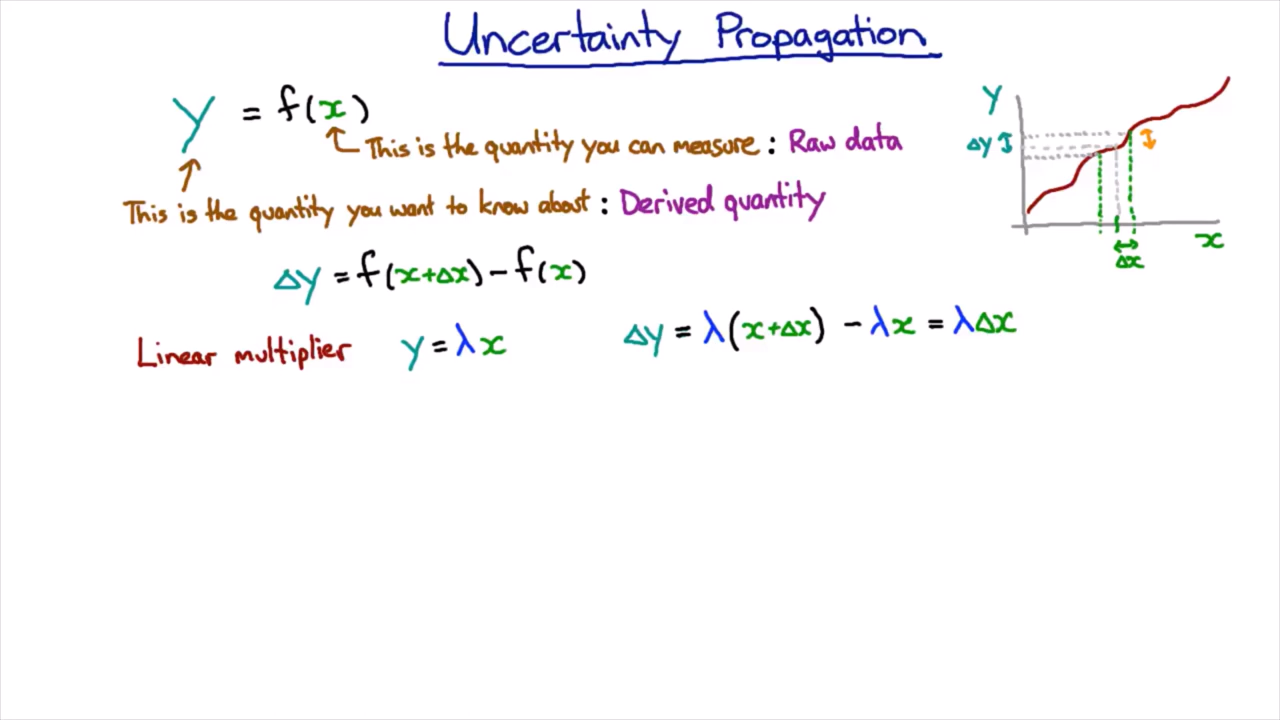 Uncertainty Propagation
Y = f(x)
This is the quantity you can measure : Raw data
This is the quantity you want to know about : Derived quantity
Δy = f(x+Δx) - f(x)
Linear multiplier y = λx Δy = λ(x+Δx) - λx = λΔx
Y
Δy
x
Δx